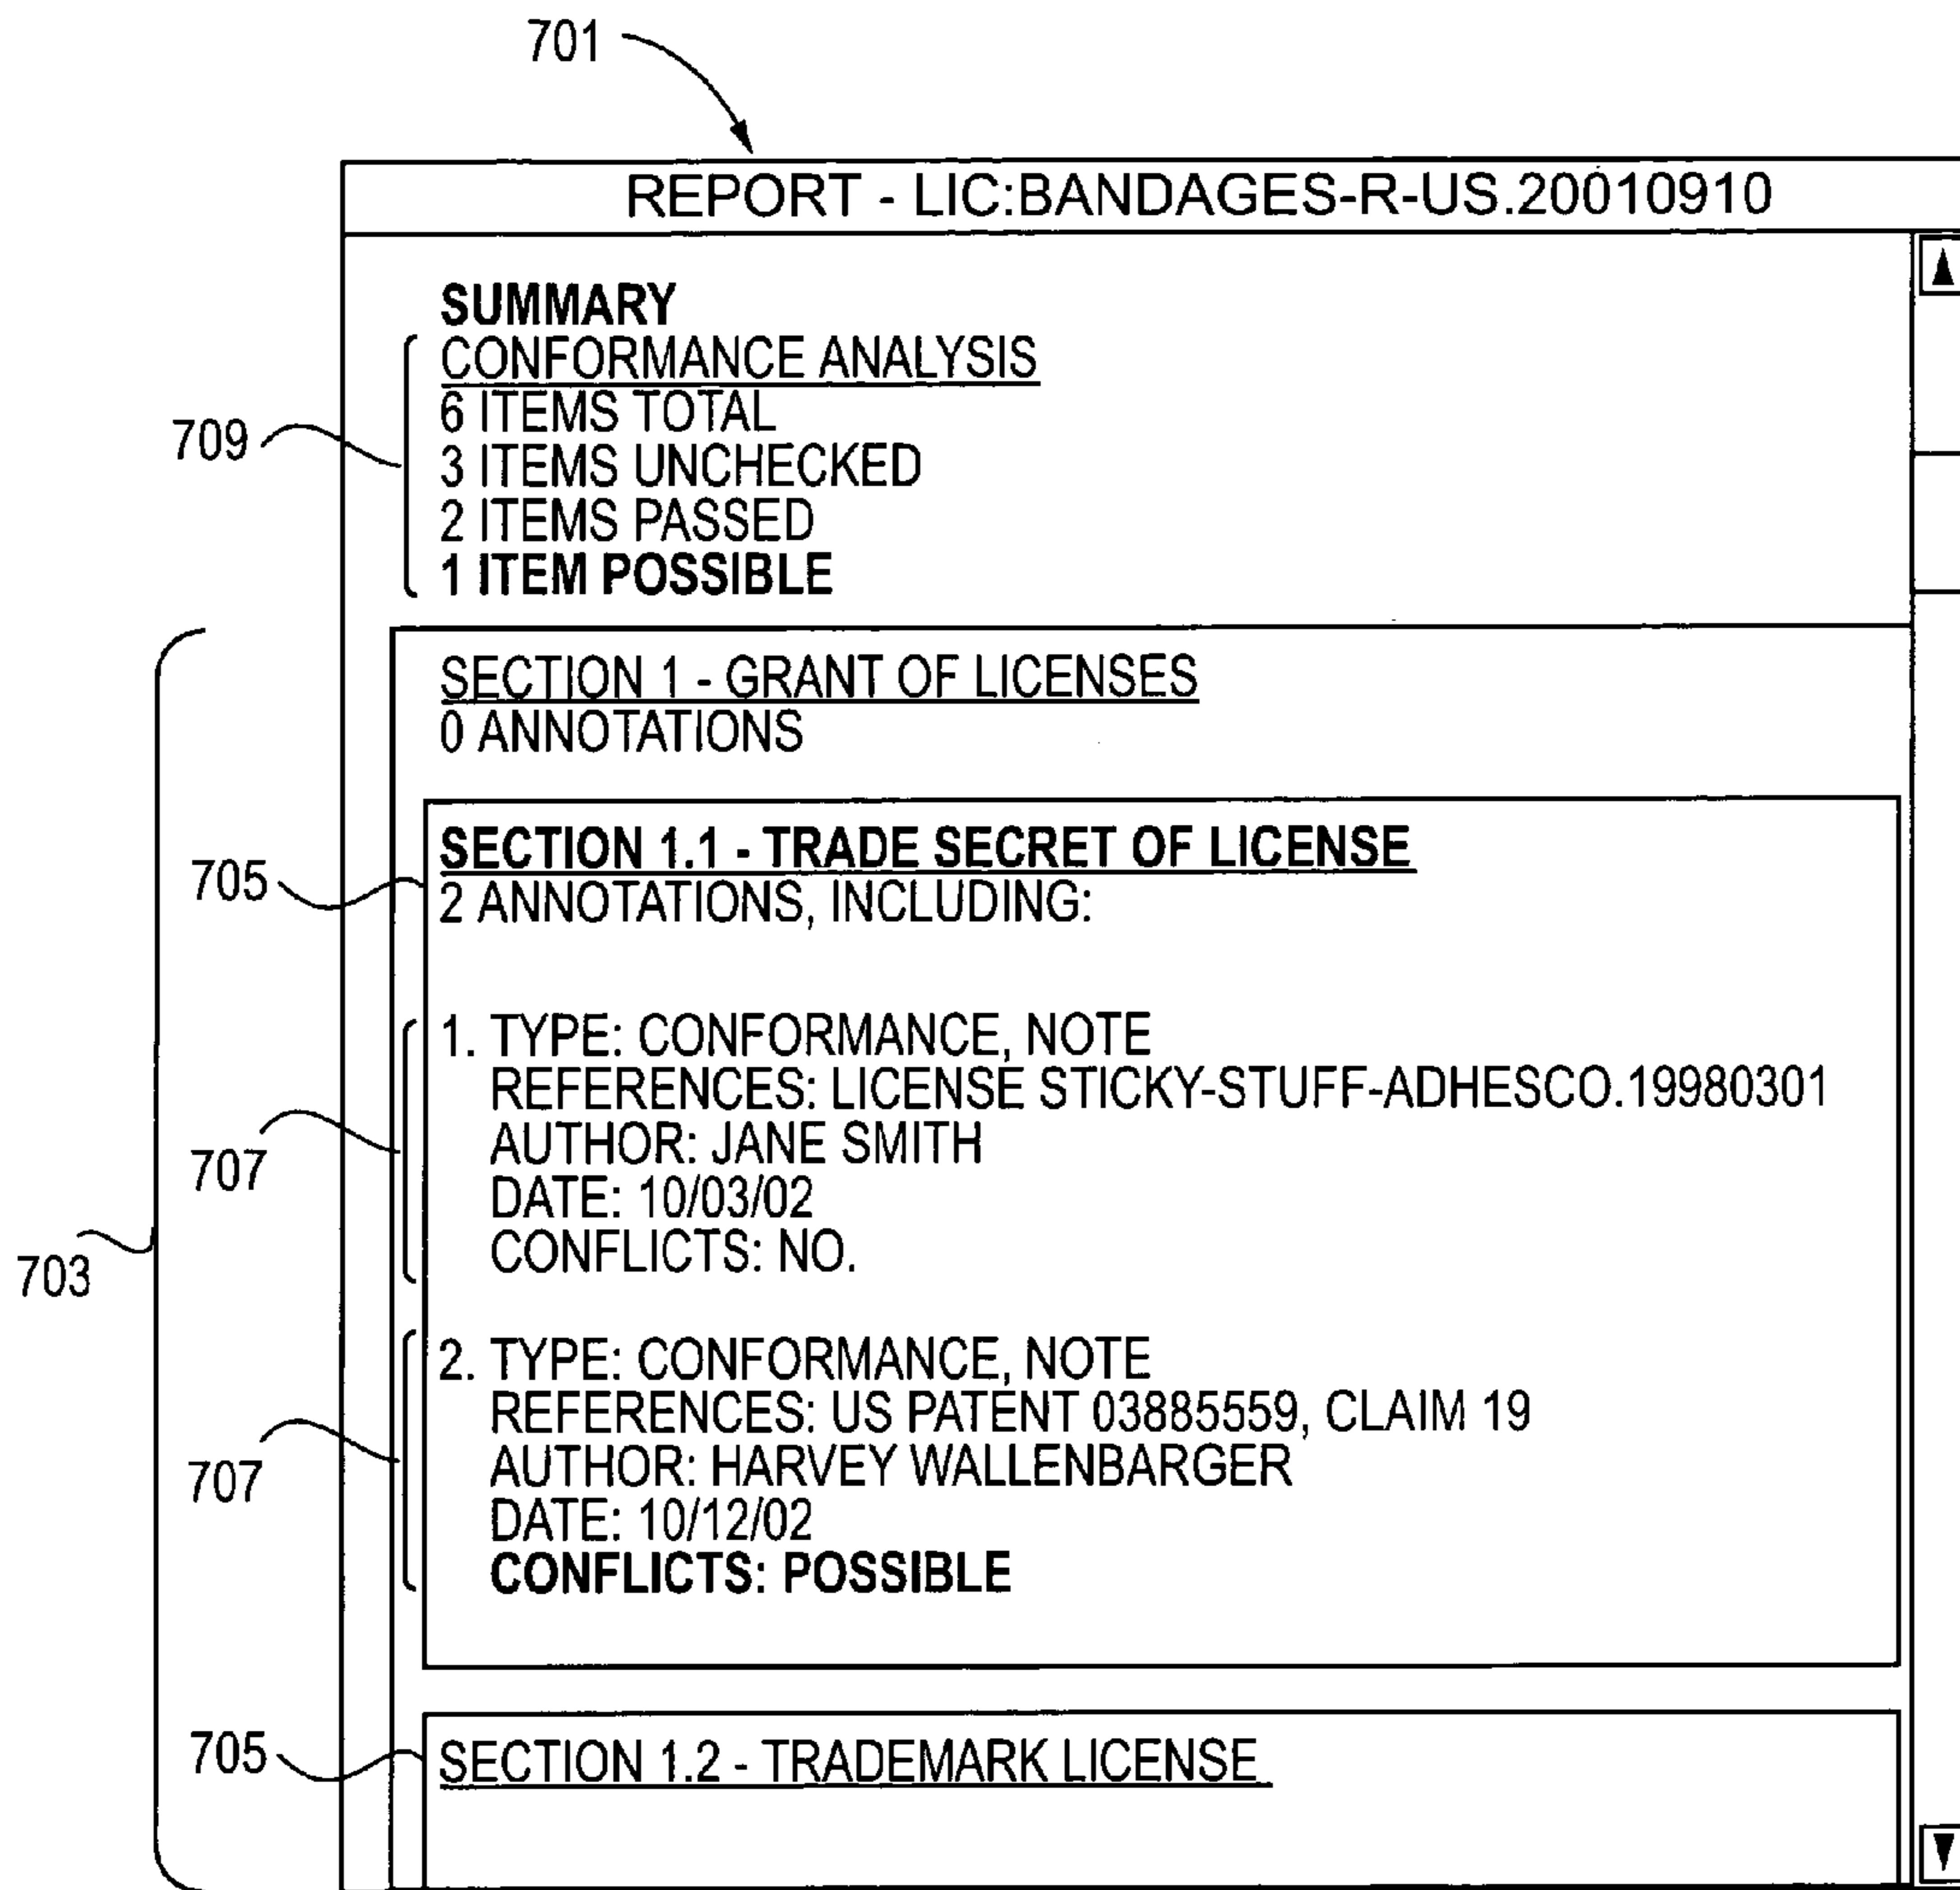 701
REPORT - LIC:BANDAGES-R-US.20010910
SUMMARY
CONFORMANCE ANALYSIS
6 ITEMS TOTAL
709
3 ITEMS UNCHECKED
2 ITEMS PASSED
1 ITEM POSSIBLE
SECTION 1 - GRANT OF LICENSES
0 ANNOTATIONS
SECTION 1.1 - TRADE SECRET OF LICENSE
705
2 ANNOTATIONS, INCLUDING:
1. TYPE: CONFORMANCE, NOTE
REFERENCES: LICENSE STICKY-STUFF-ADHESCO.19980301
AUTHOR: JANE SMITH
707
DATE: 10/03/02
CONFLICTS: NO.
703
2. TYPE: CONFORMANCE, NOTE
REFERENCES: US PATENT 03885559, CLAIM 19
AUTHOR: HARVEY WALLENBARGER
707
DATE: 10/12/02
CONFLICTS: POSSIBLE
705
SECTION 1.2 - TRADEMARK LICENSE